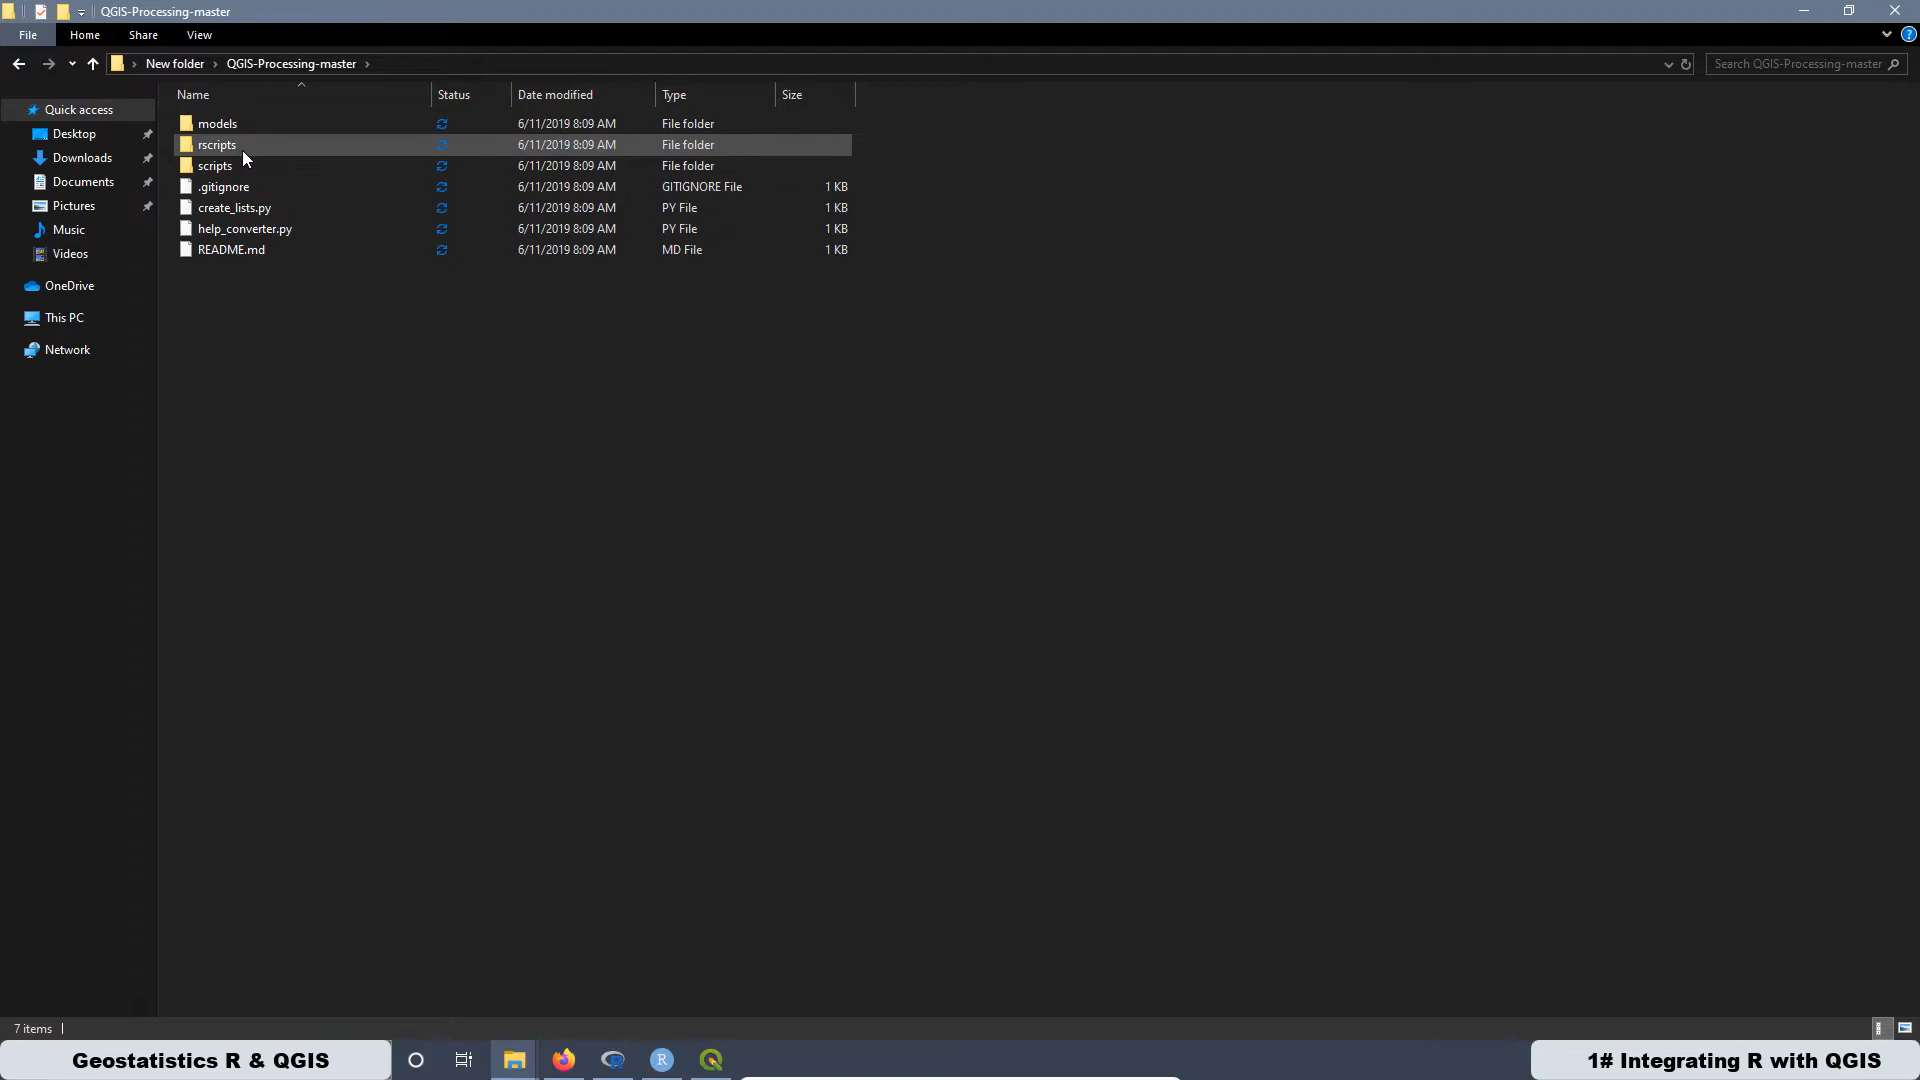 QGIS-Processing-master
File Home Share View
New folder QGIS-Processing-master Search QGIS-Processing-master
Name Status Date modified Type Size
Quick access
Desktop
Downloads
Documents
Pictures
Music
Videos
OneDrive
This PC
Network
models 6/11/2019 8:09 AM File folder
rscripts 6/11/2019 8:09 AM File folder
scripts 6/11/2019 8:09 AM File folder
.gitignore 6/11/2019 8:09 AM GITIGNORE File 1 KB
create_lists.py 6/11/2019 8:09 AM PY File 1 KB
help_converter.py 6/11/2019 8:09 AM PY File 1 KB
README.md 6/11/2019 8:09 AM MD File 1 KB
7 items
Geostatistics R & QGIS
R
R
1# Integrating R with QGIS